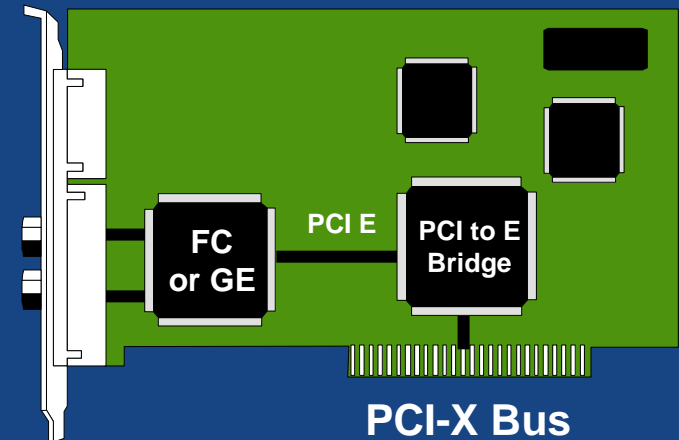 FC
or GE
PCI E
PCI to E
Bridge
PCI-X Bus